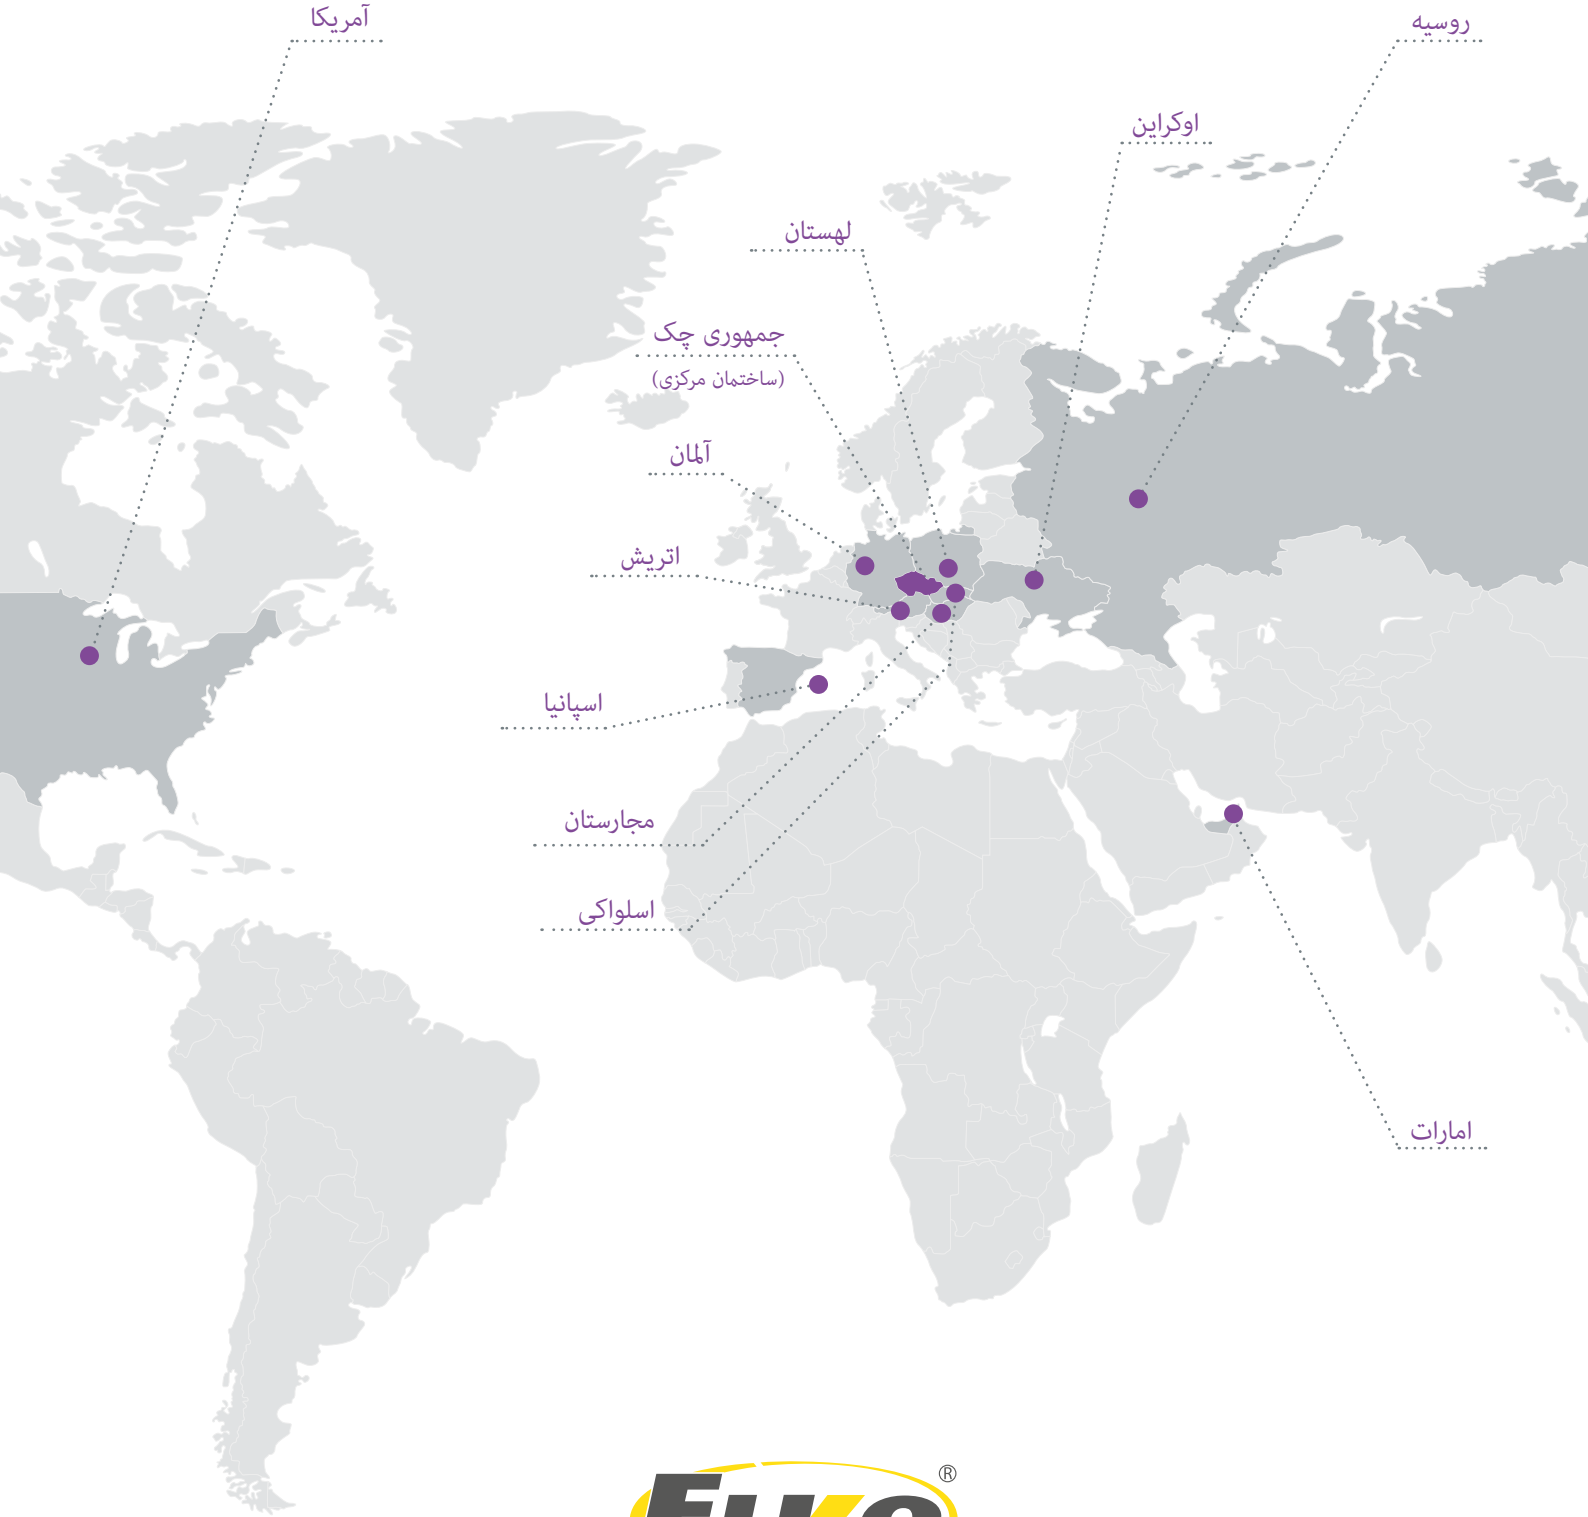 آمریکا
روسیه
اوکراین
لهستان
جمهوری چک
(ساختمان مرکزی)
آلمان
اتریش
اسپانیا
مجارستان
اسلواکی
امارات
®